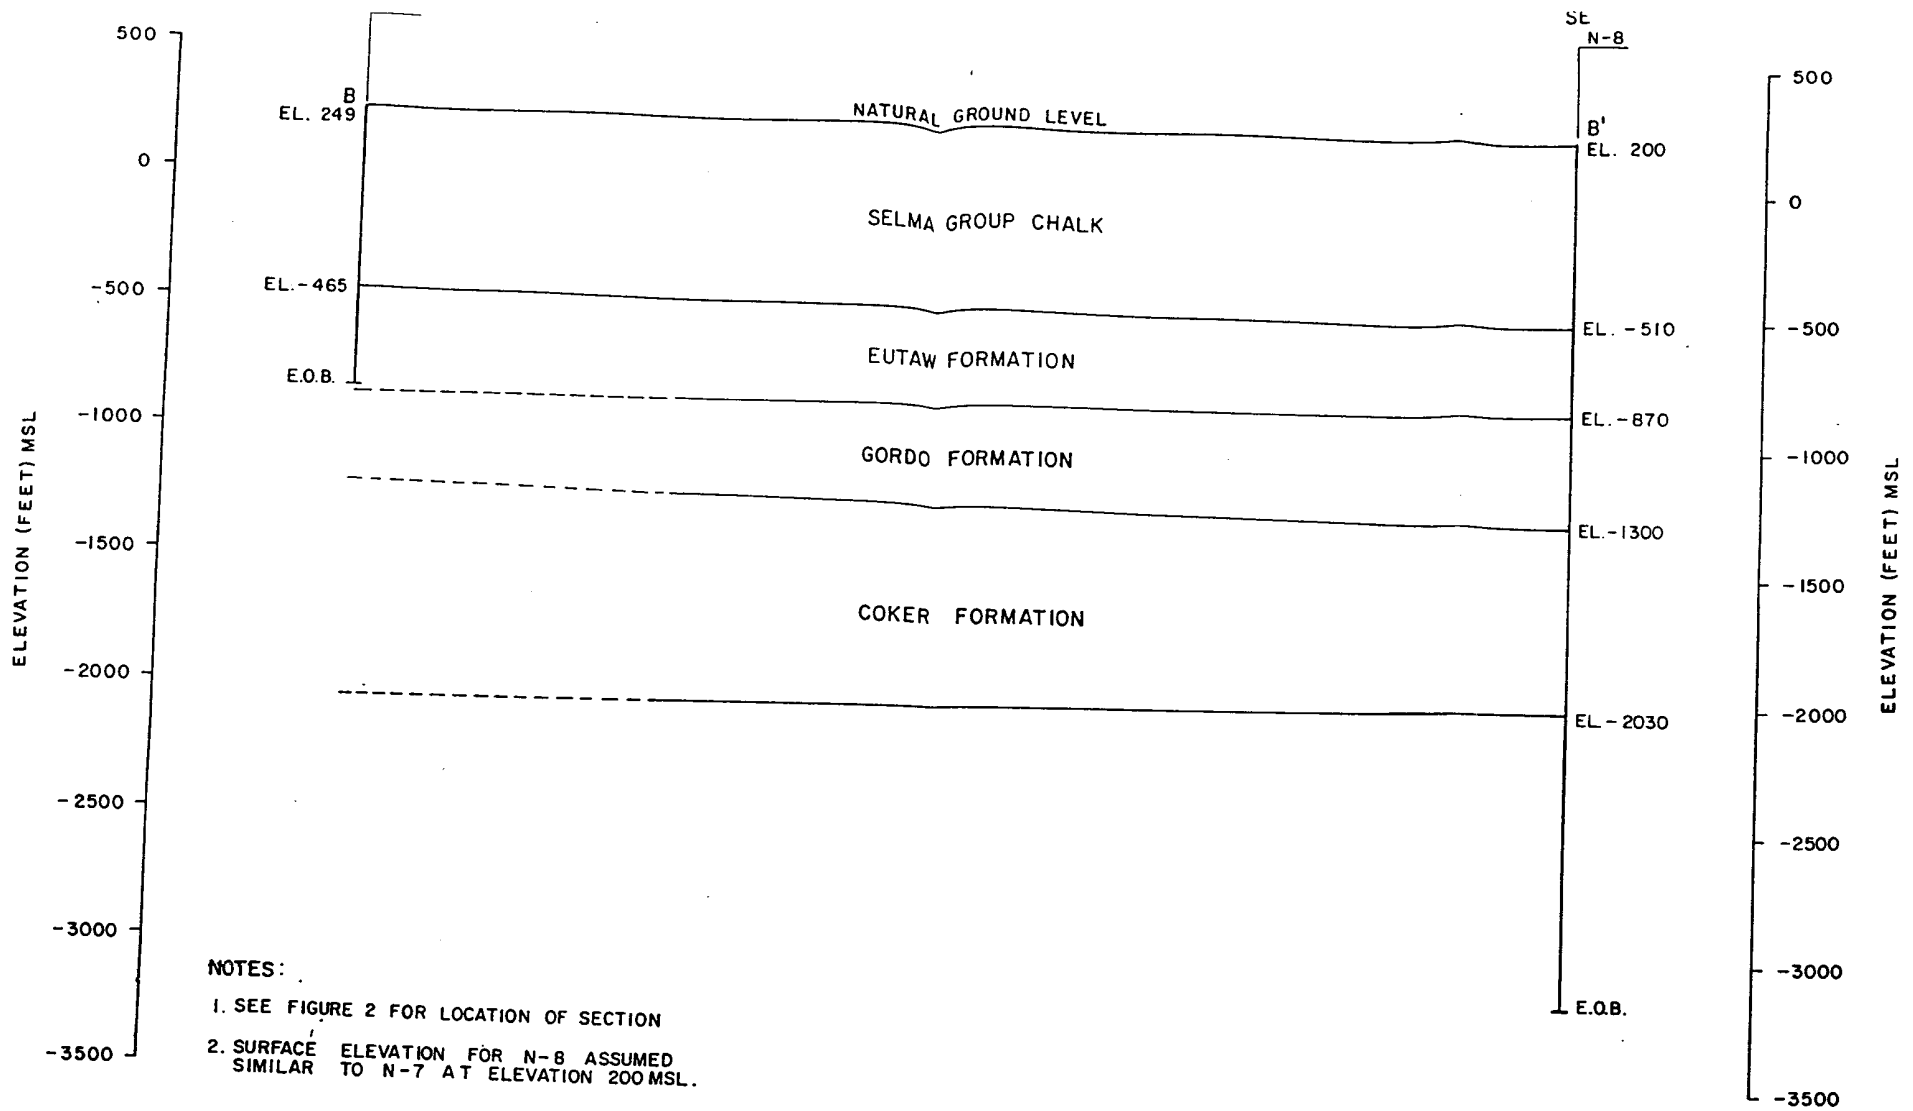 SE
N-8
500
500
B
EL. 249
NATURAL GROUND LEVEL
B'
EL. 200
0
0
SELMA GROUP CHALK
EL.-465
-500
EL. -510
-500
EUTAW FORMATION
E.O.B.
-1000
EL.-870
GORDO FORMATION
-1000
EL.-1300
-1500
-1500
ELEVATION (FEET) MSL
ELEVATION (FEET) MSL
COKER FORMATION
-2000
EL-2030
-2000
-2500
-2500
-3000
-3000
E.O.B.
NOTES:
1. SEE FIGURE 2 FOR LOCATION OF SECTION
2. SURFACE ELEVATION FOR N-8 ASSUMED
SIMILAR TO N-7 AT ELEVATION 200 MSL.
-3500
-3500